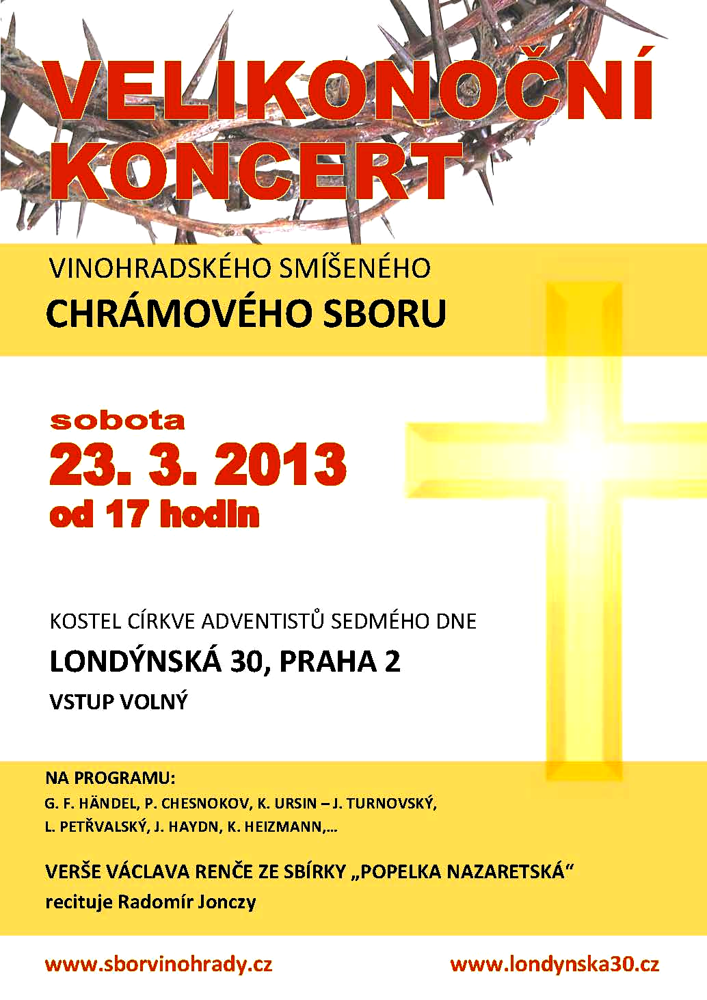 VELIKONOČNÍ
KONCERT
VINOHRADSKÉHO SMÍŠENÉHO
CHRÁMOVÉHO SBORU
sobota
23. 3. 2013
od 17 hodin
KOSTEL CÍRKVE ADVENTISTŮ SEDMÉHO DNE
LONDÝNSKÁ 30, PRAHA 2
VSTUP VOLNÝ
NA PROGRAMU:
G. F. HÄNDEL, P. CHESNOKOV, K. URSIN – J. TURNOVSKÝ,
L. PETŘVALSKÝ, J. HAYDN, K. HEIZMANN,...
VERŠE VÁCLAVA RENČE ZE SBÍRKY „POPELKA NAZARETSKÁ“
recituje Radomír Jonczy
www.sborvinohrady.cz
www.londynska30.cz